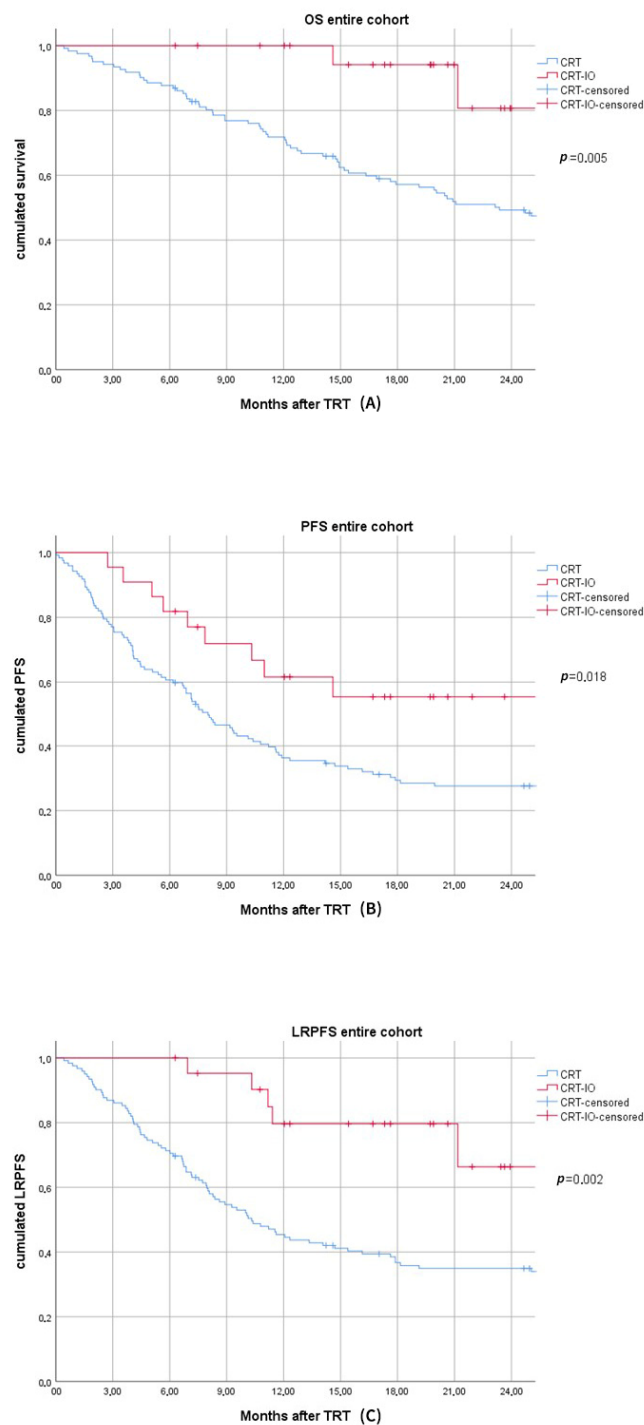 OS entire cohort
1,0
0,8
0,6
0,4
0,2
0,0
cumulated survival
CRT
CRT-IO
CRT-censored
CRT-IO-censored
p=0.005
00 3,00 6,00 9,00 12,00 15,00 18,00 21,00 24,00
Months after TRT (A)
PFS entire cohort
1,0
0,8
0,6
0,4
0,2
0,0
cumulated PFS
CRT
CRT-IO
CRT-censored
CRT-IO-censored
p=0.018
00 3,00 6,00 9,00 12,00 15,00 18,00 21,00 24,00
Months after TRT (B)
LRPFS entire cohort
1,0
0,8
0,6
0,4
0,2
0,0
cumulated LRPFS
CRT
CRT-IO
CRT-censored
CRT-IO-censored
p=0.002
00 3,00 6,00 9,00 12,00 15,00 18,00 21,00 24,00
Months after TRT (C)